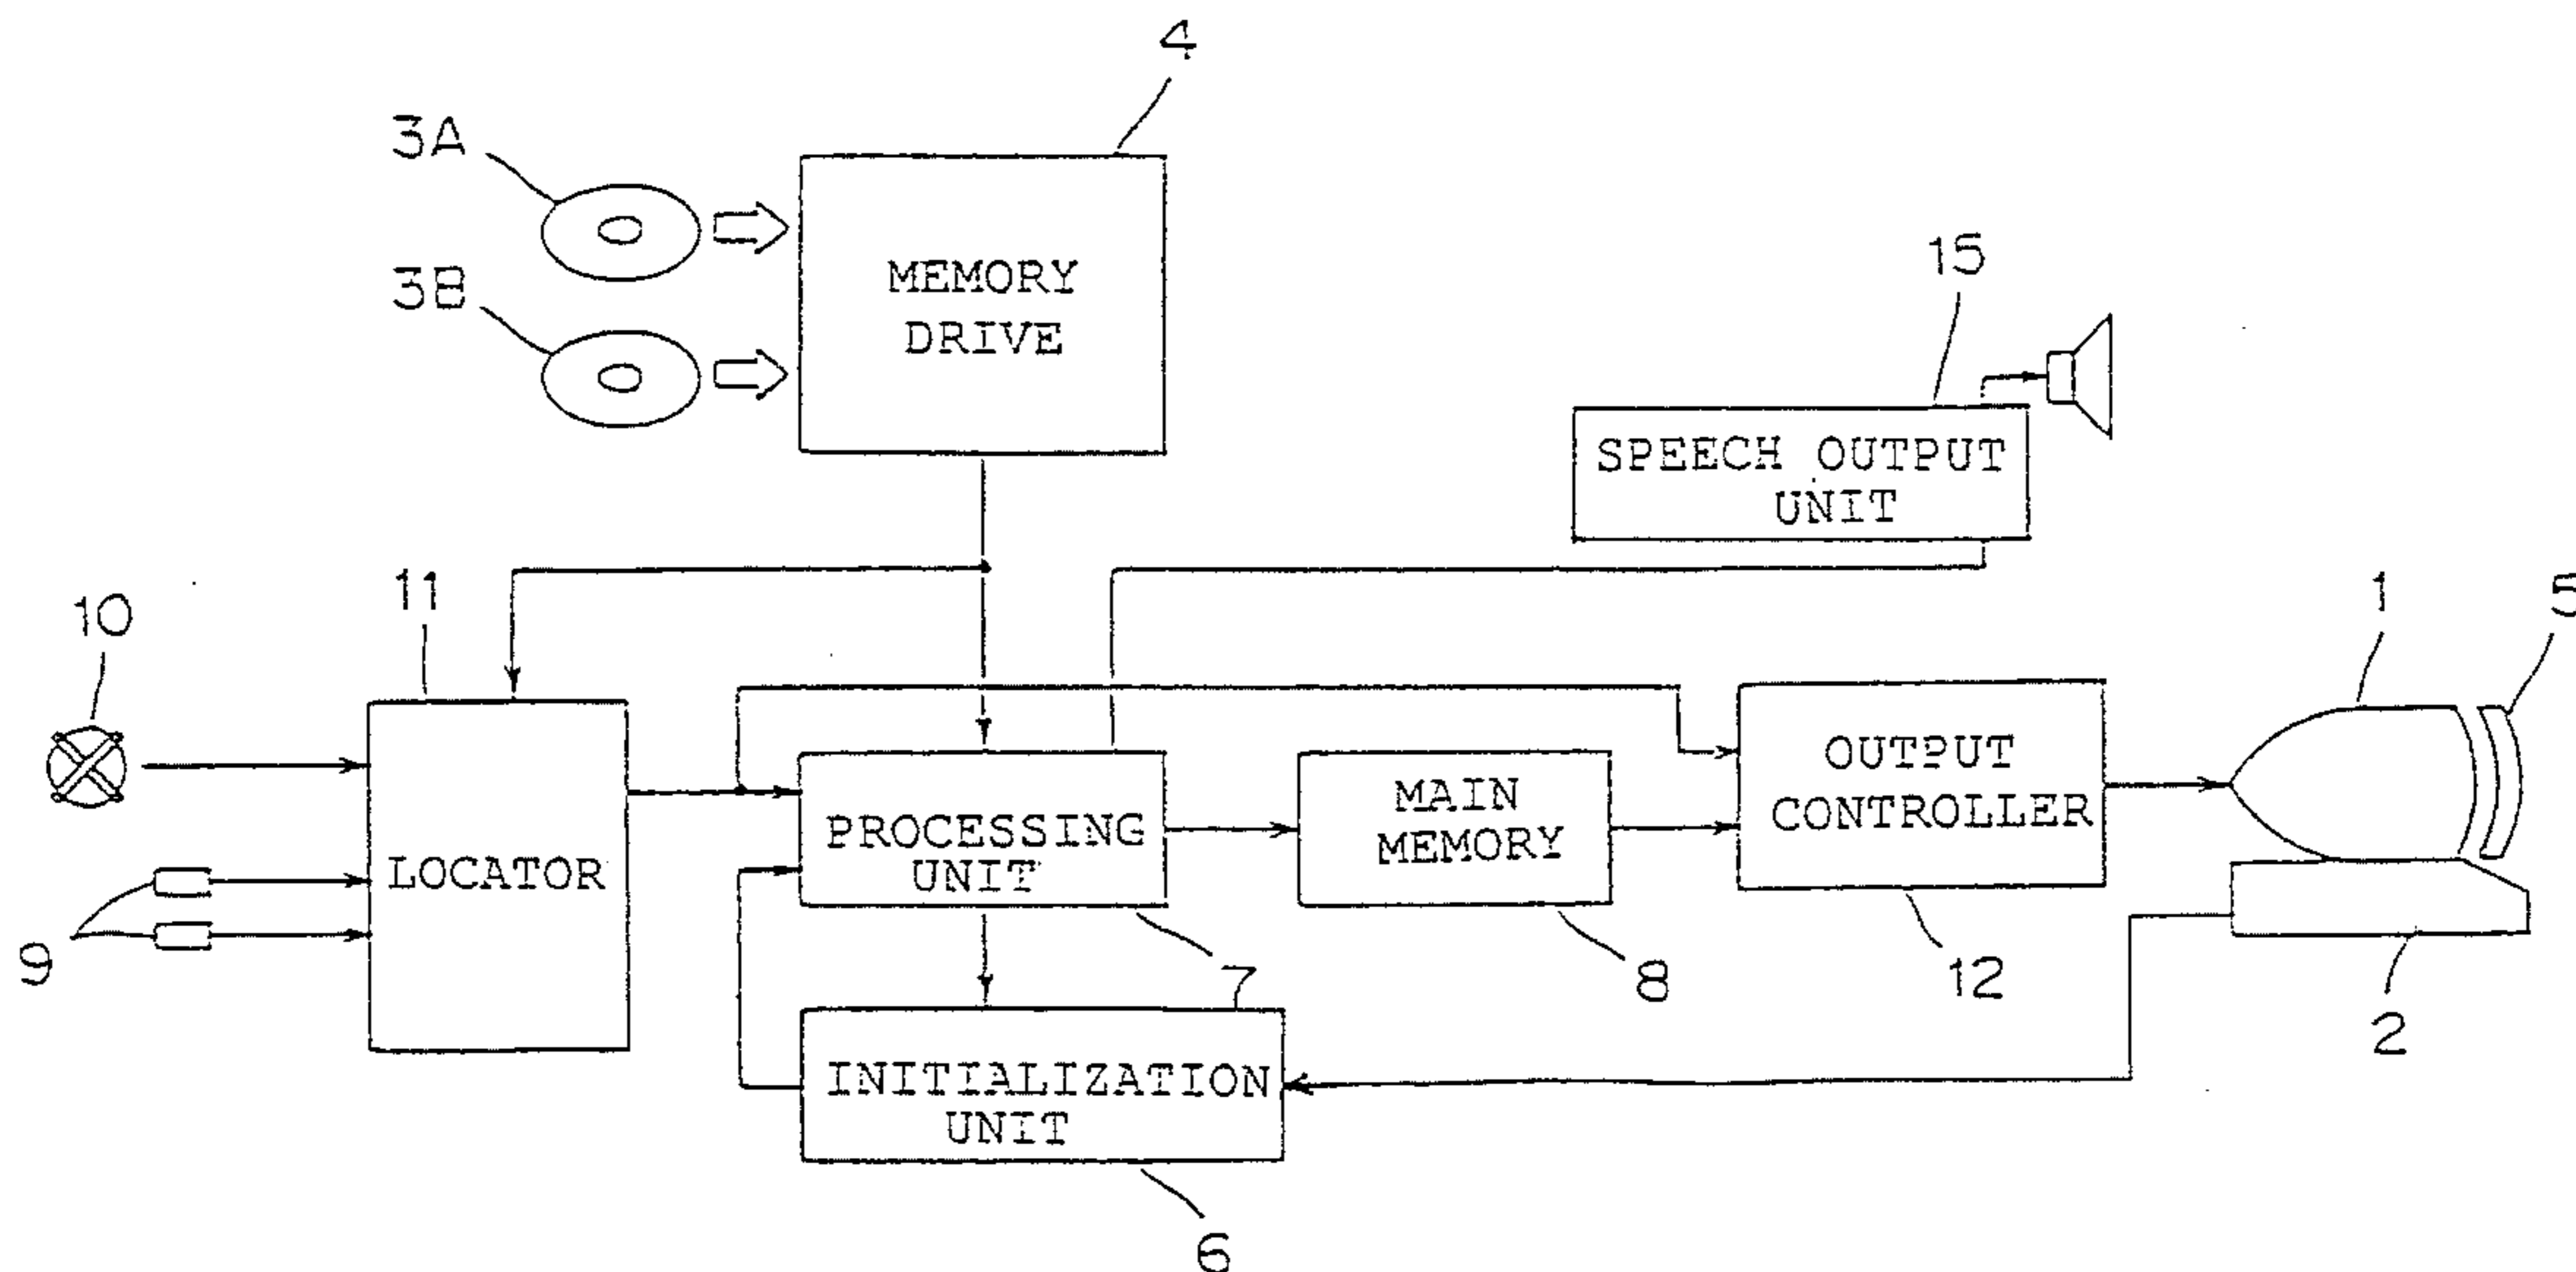 4
3A
3B
MEMORY
DRIVE
15
SPEECH OUTPUT
UNIT
10
11
1
5
LOCATOR
PROCESSING
UNIT
MAIN
MEMORY
OUTPUT
CONTROLLER
9
7
8
12
2
INITIALIZATION
UNIT
6